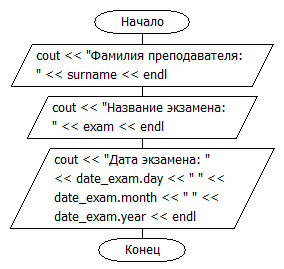 Начало
cout << "Фамилия преподавателя:
" << surname << endl
cout << "Название экзамена:
" << exam << endl
cout << "Дата экзамена: "
<< date_exam.day << " " <<
date_exam.month << " " <<
date_exam.year << endl
Конец